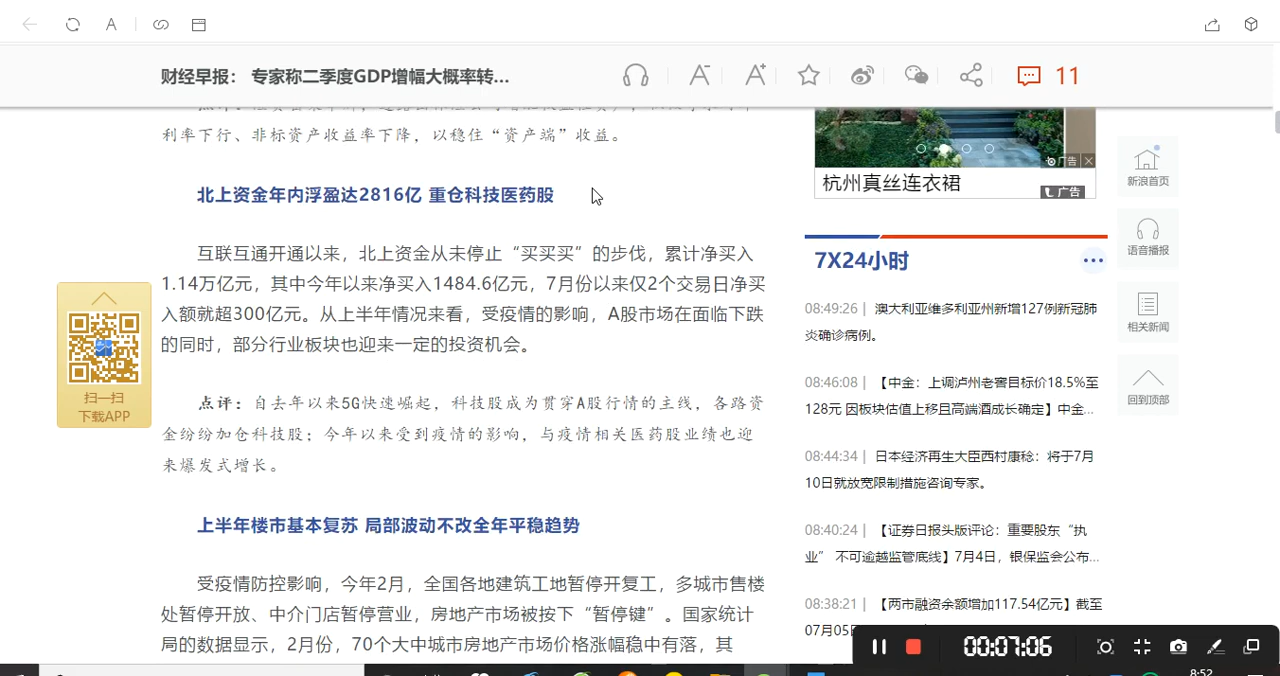 A
财经早报： 专家称二季度GDP增幅大概率转...
11
利率下行、非标资产收益率下降，以稳住“资产端”收益。
北上资金年内浮盈达2816亿 重仓科技医药股
互联互通开通以来，北上资金从未停止“买买买”的步伐，累计净买入
1.14万亿元，其中今年以来净买入1484.6亿元，7月份以来仅2个交易日净买
入额就超300亿元。从上半年情况来看，受疫情的影响，A股市场在面临下跌
的同时，部分行业板块也迎来一定的投资机会。
点评：自去年以来5G快速崛起，科技股成为贯穿A股行情的主线，各路资
金纷纷加仓科技股；今年以来受到疫情的影响，与疫情相关医药股业绩也迎
来爆发式增长。
上半年楼市基本复苏 局部波动不改全年平稳趋势
受疫情防控影响，今年2月，全国各地建筑工地暂停开复工，多城市售楼
处暂停开放、中介门店暂停营业，房地产市场被按下“暂停键”。国家统计
局的数据显示，2月份，70个大中城市房地产市场价格涨幅稳中有落，其
扫一扫
下载APP
广告
杭州真丝连衣裙
广告
7X24小时
08:49:26 | 澳大利亚维多利亚州新增127例新冠肺
炎确诊病例。
08:46:08 | 【中金：上调泸州老窖目标价18.5%至
128元 因板块估值上移且高端酒成长确定】中金...
08:44:34 | 日本经济再生大臣西村康稔：将于7月
10日就放宽限制措施咨询专家。
08:40:24 | 【证券日报头版评论：重要股东“执
业” 不可逾越监管底线】7月4日，银保监会公布...
08:38:21 | 【两市融资余额增加117.54亿元】截至
07月05
新浪首页
语音播报
相关新闻
回到顶部
00:07:06
8:52